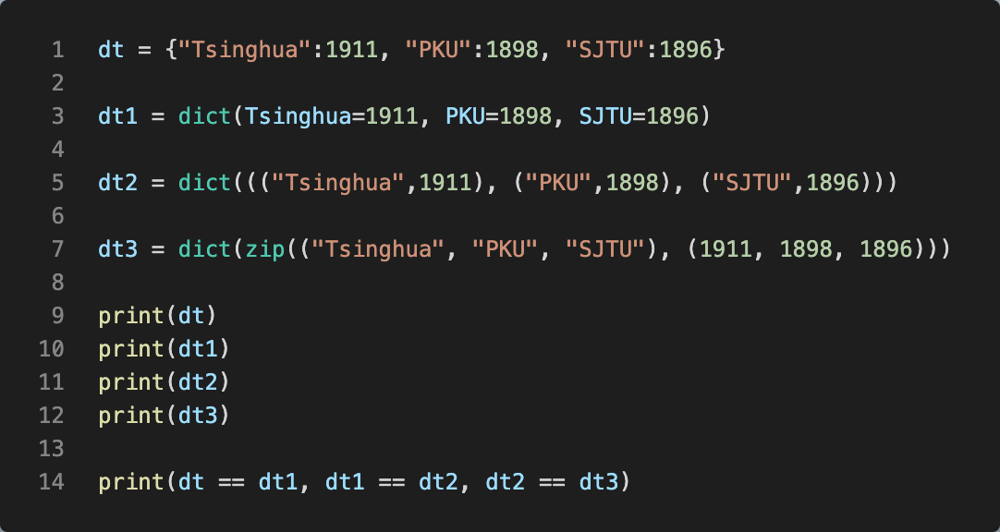 1 dt = {"Tsinghua":1911, "PKU":1898, "SJTU":1896}
2
3 dt1 = dict(Tsinghua=1911, PKU=1898, SJTU=1896)
4
5 dt2 = dict((("Tsinghua",1911), ("PKU",1898), ("SJTU",1896)))
6
7 dt3 = dict(zip(("Tsinghua", "PKU", "SJTU"), (1911, 1898, 1896)))
8
9 print(dt)
10 print(dt1)
11 print(dt2)
12 print(dt3)
13
14 print(dt == dt1, dt1 == dt2, dt2 == dt3)